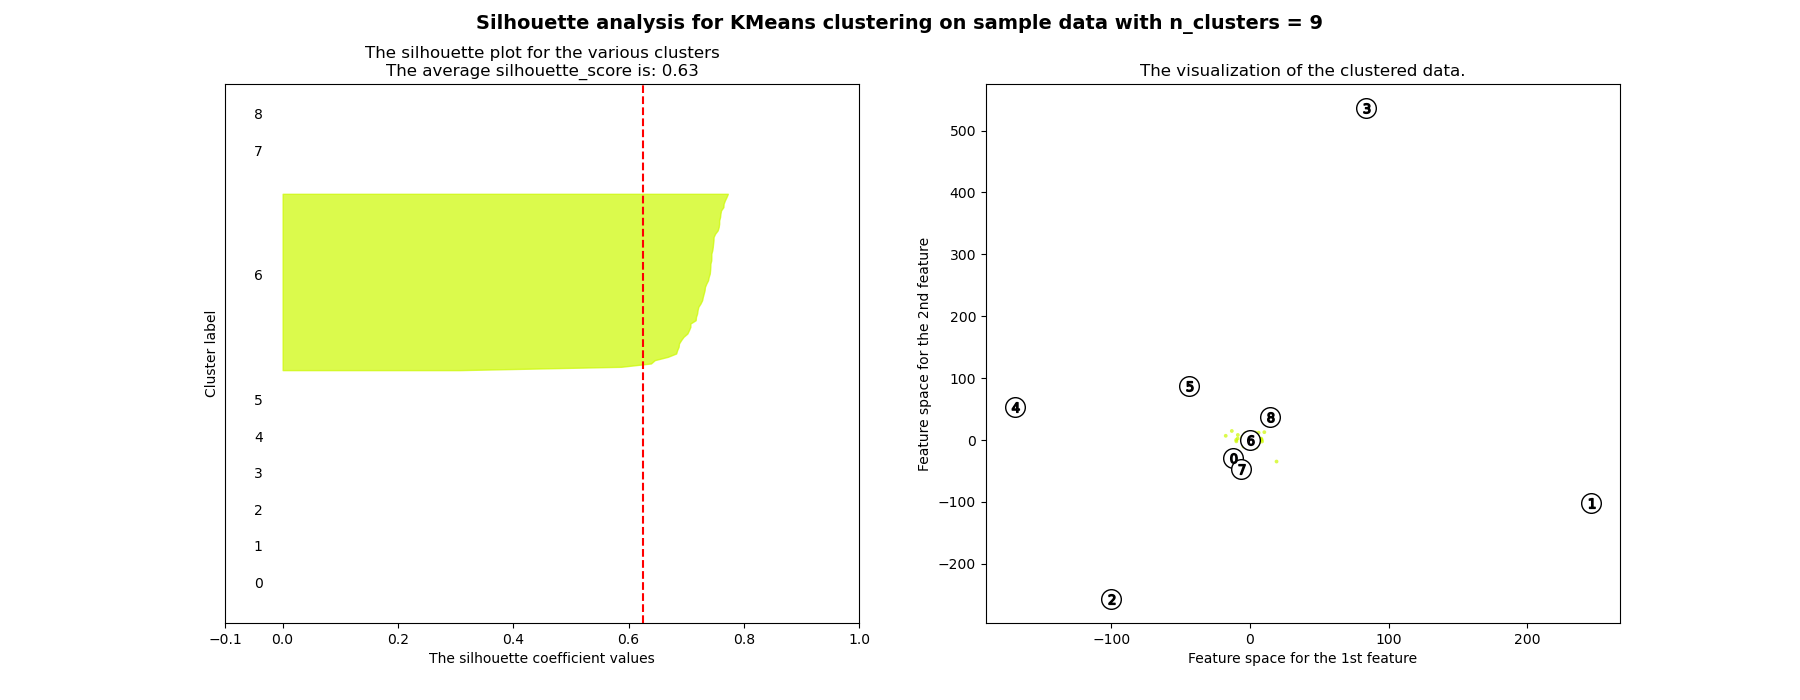 Silhouette analysis for KMeans clustering on sample data with n_clusters = 9
The silhouette plot for the various clusters
The average silhouette_score is: 0.63
8
7
6
5
4
3
2
1
0
Cluster label
−0.1 0.0 0.2 0.4 0.6 0.8 1.0
The silhouette coefficient values
The visualization of the clustered data.
500
400
300
200
100
0
−100
−200
Feature space for the 2nd feature
3
5
4
8
6
0
7
1
2
−100 0 100 200
Feature space for the 1st feature